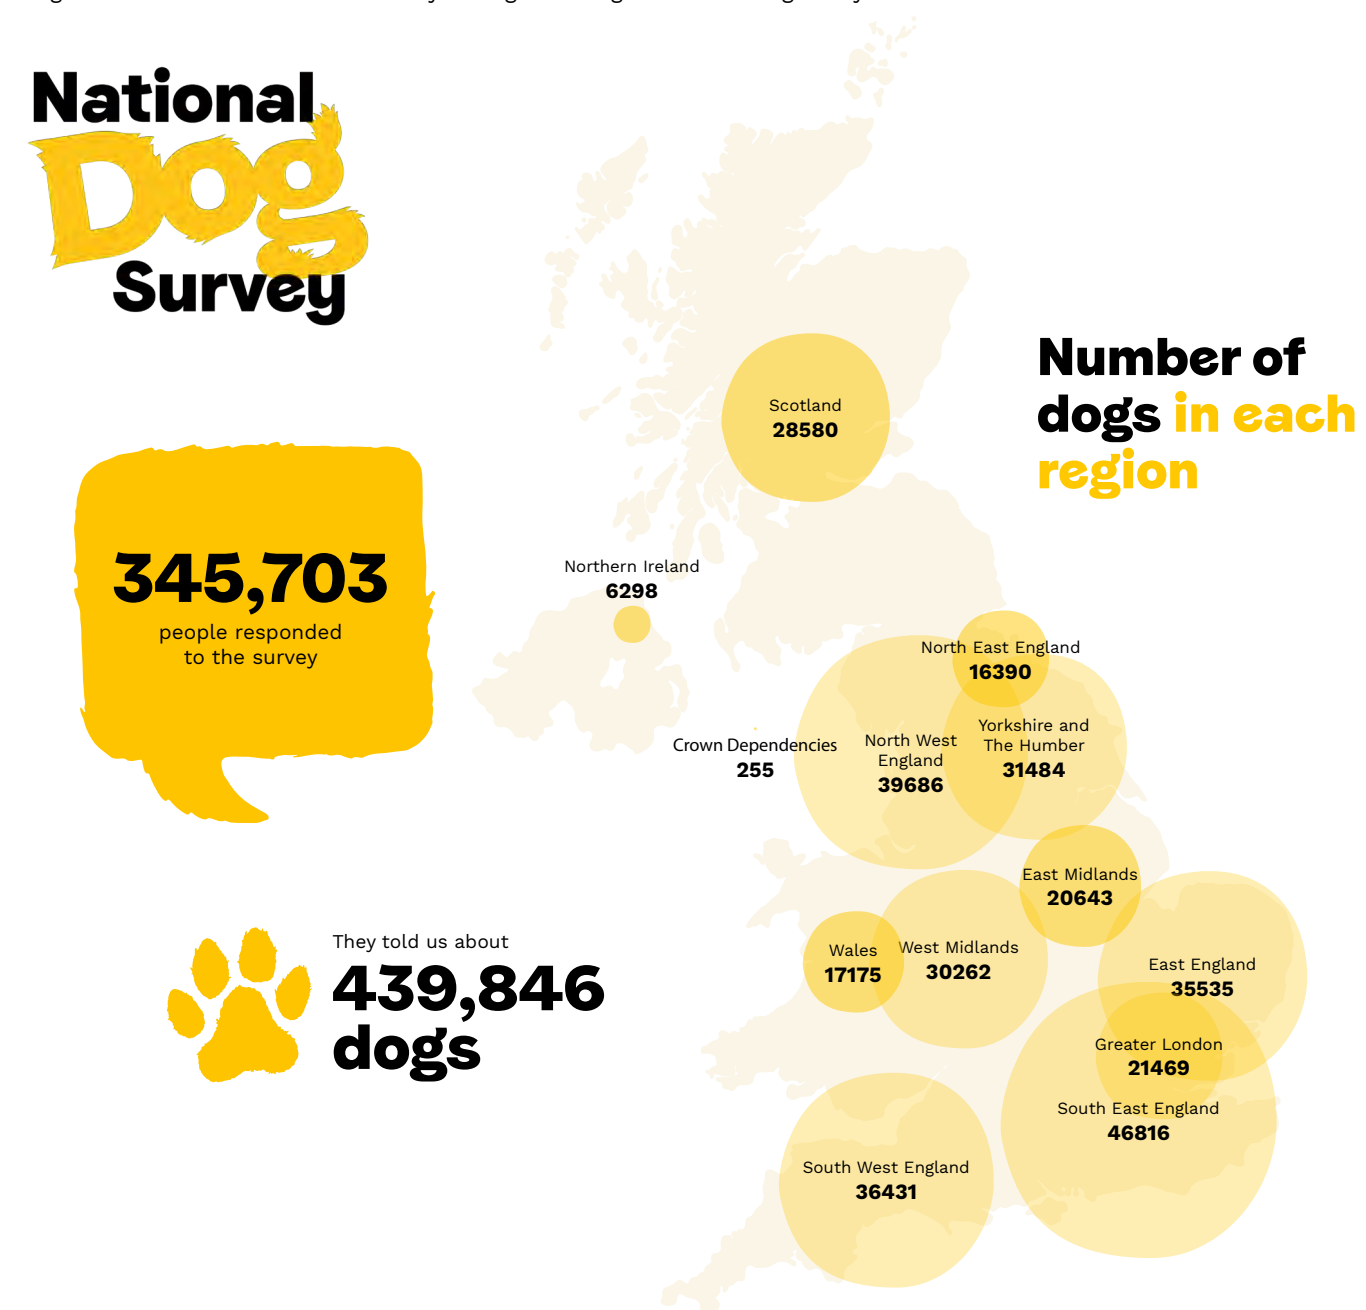 National
Dog
Survey
Number of
dogs in each
region
345,703
people responded
to the survey
They told us about
439,846
dogs
Scotland
28580
Northern Ireland
6298
North East England
16390
Crown Dependencies
255
North West
England
39686
Yorkshire and
The Humber
31484
East Midlands
20643
Wales
17175
West Midlands
30262
East England
35535
Greater London
21469
South East England
46816
South West England
36431